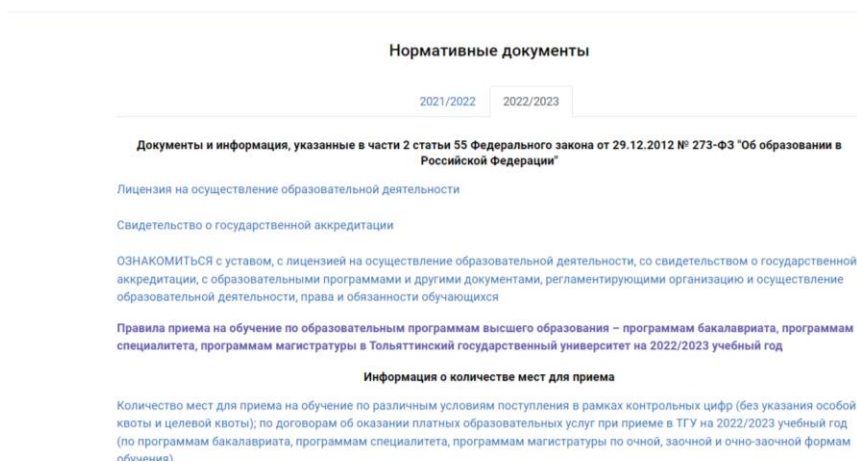 Нормативные документы
2021/2022 2022/2023
Документы и информация, указанные в части 2 статьи 55 Федерального закона от 29.12.2012 № 273-ФЗ "Об образовании в
Российской Федерации"
Лицензия на осуществление образовательной деятельности
Свидетельство о государственной аккредитации
ОЗНАКОМИТЬСЯ с уставом, с лицензией на осуществление образовательной деятельности, со свидетельством о государственной
аккредитации, с образовательными программами и другими документами, регламентирующими организацию и осуществление
образовательной деятельности, права и обязанности обучающихся
Правила приема на обучение по образовательным программам высшего образования – программам бакалавриата, программам
специалитета, программам магистратуры в Тольяттинский государственный университет на 2022/2023 учебный год
Информация о количестве мест для приема
Количество мест для приема на обучение по различным условиям поступления в рамках контрольных цифр (без указания особой
квоты и целевой квоты); по договорам об оказании платных образовательных услуг при приеме в ТГУ на 2022/2023 учебный год
(по программам бакалавриата, программам специалитета, программам магистратуры по очной, заочной и очно-заочной формам
обучения)